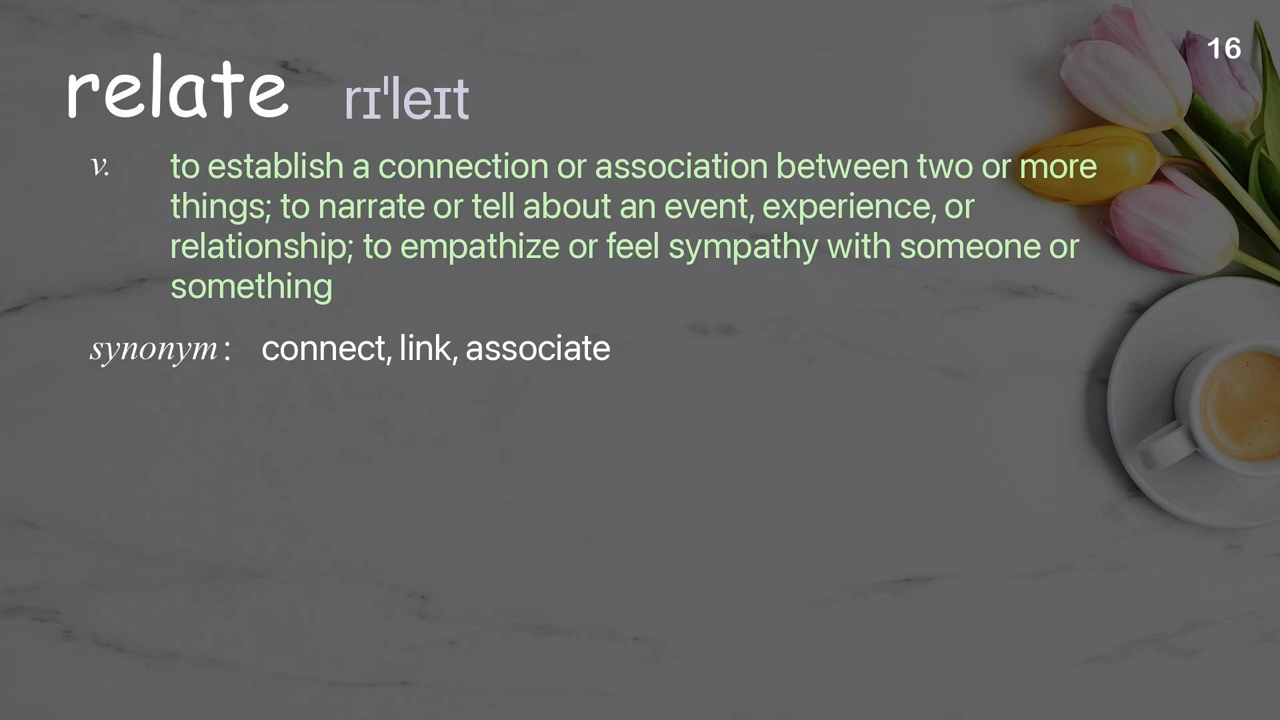 16
relate rɪˈleɪt
v. to establish a connection or association between two or more
things; to narrate or tell about an event, experience, or
relationship; to empathize or feel sympathy with someone or
something
synonym : connect, link, associate